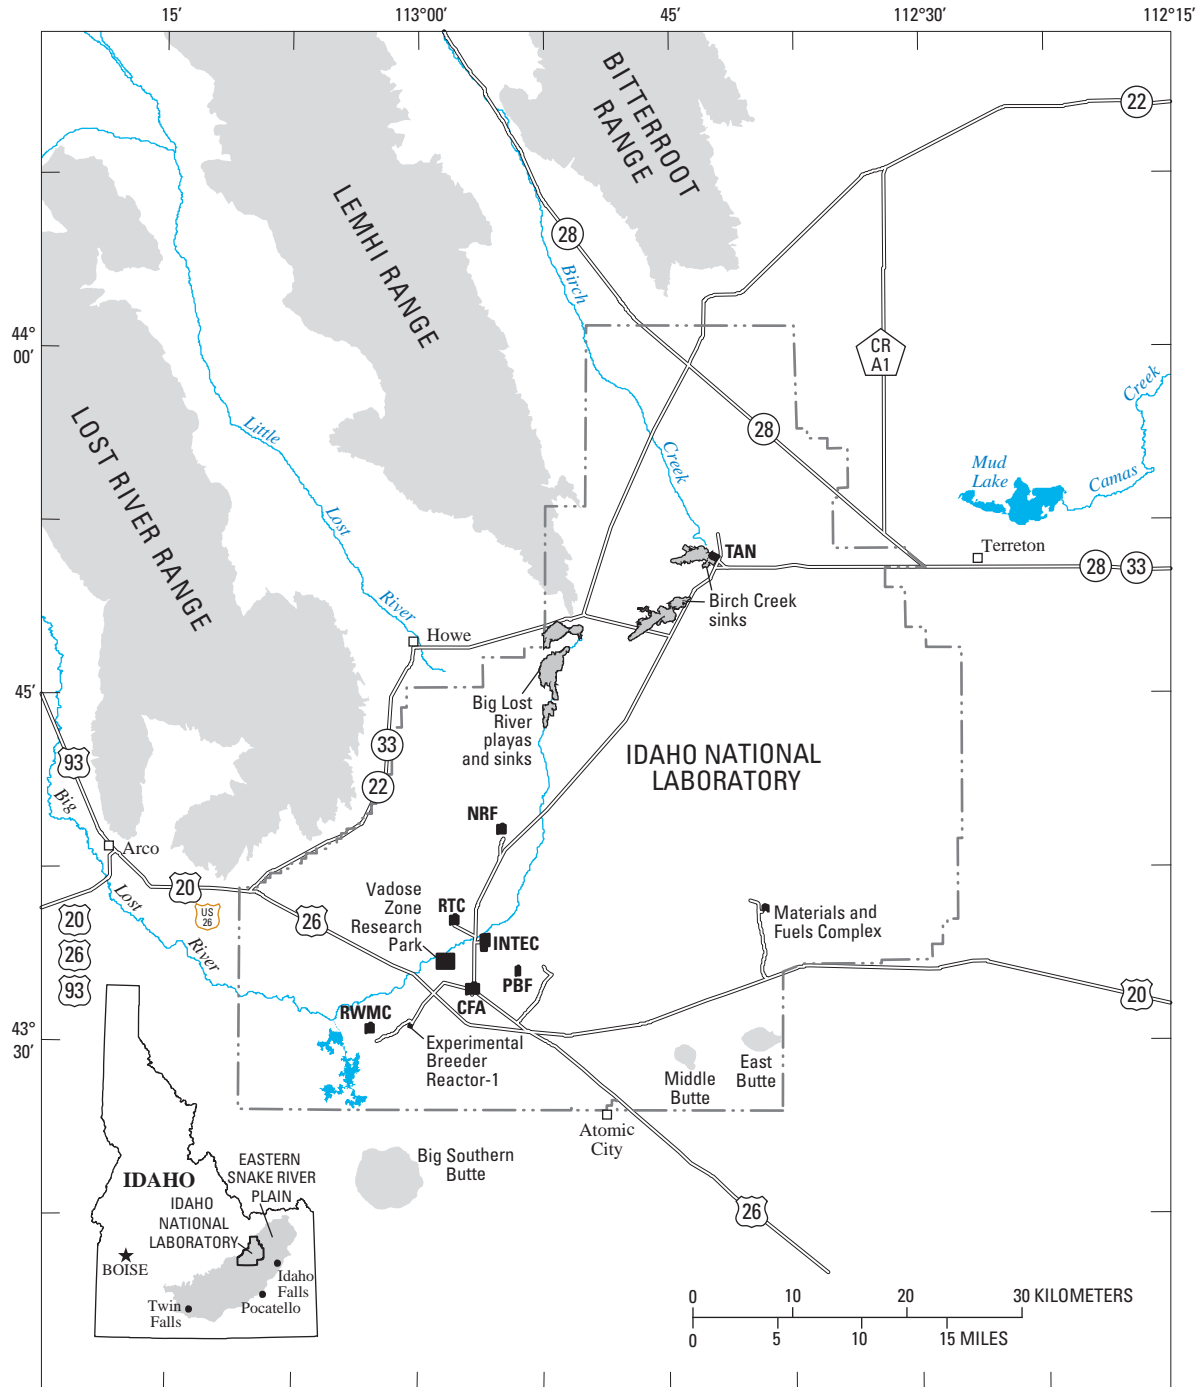 15’
113°00’
45’
112°30’
112°15’
22
BITTERROOT
RANGE
LEMHI RANGE
28
Birch
44°
00’
CR
A1
Creek
LOST RIVER RANGE
Little
28
Creek
Mud
Lake
Camas
Lost
TAN
Terreton
28
33
River
Birch Creek
sinks
Howe
45’
Big Lost
River
playas
and sinks
IDAHO NATIONAL
LABORATORY
33
93
22
Big
NRF
Arco
20
Vadose
Zone
Research
Park
RTC
Lost
US
26
26
20
Materials and
Fuels Complex
INTEC
River
26
PBF
93
CFA
20
RWMC
43°
30’
Experimental
Breeder
Reactor-1
East
Butte
Middle
Butte
Atomic
City
Big Southern
Butte
EASTERN
SNAKE RIVER
PLAIN
IDAHO
IDAHO
NATIONAL
LABORATORY
26
BOISE
Idaho
Falls
Pocatello
Twin
Falls
0 10 20 30 KILOMETERS
0 5 10 15 MILES